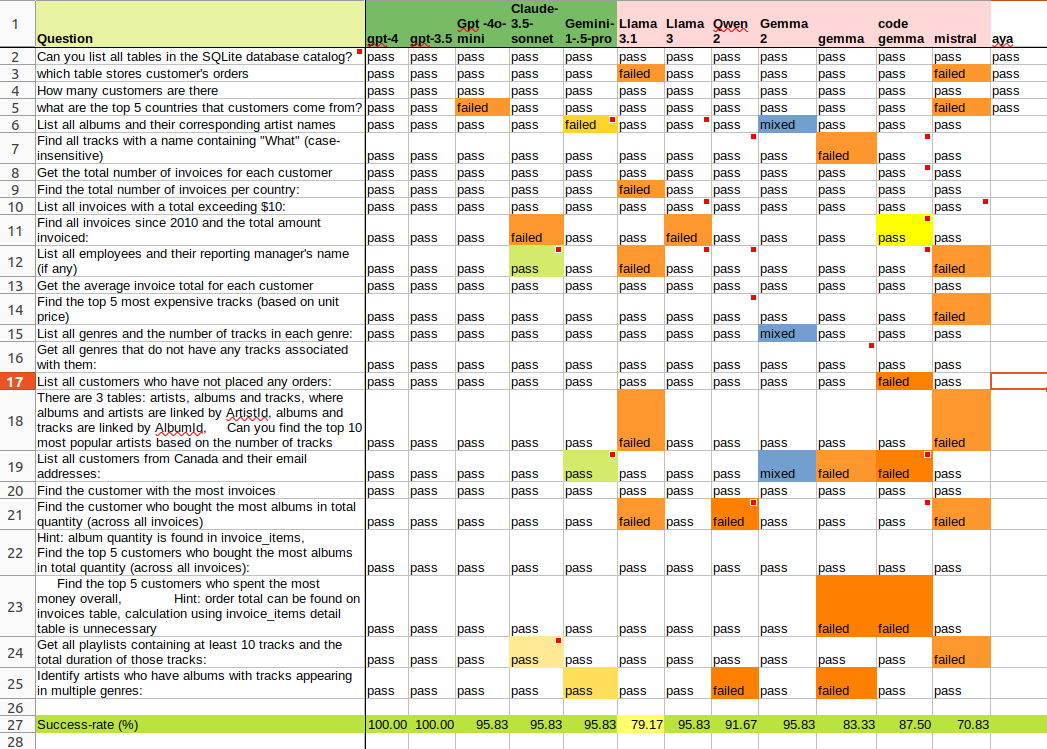 Claude-
1 Gpt -4o- 3.5- Gemini- Llama Llama Qwen Gemma code
Question gpt-4 gpt-3.5 mini sonnet 1-.5-pro 3.1 3 2 2 gemma gemma mistral aya
2 Can you list all tables in the SQLite database catalog? pass pass pass pass pass pass pass pass pass pass pass pass pass
3 which table stores customer's orders pass pass pass pass pass failed pass pass pass pass pass failed pass
4 How many customers are there pass pass pass pass pass pass pass pass pass pass pass pass pass
5 what are the top 5 countries that customers come from? pass pass failed pass pass pass pass pass pass pass pass failed pass
6 List all albums and their corresponding artist names pass pass pass pass failed pass pass pass mixed pass pass pass
Find all tracks with a name containing "What" (case-
7 insensitive) pass pass pass pass pass pass pass pass pass failed pass pass
8 Get the total number of invoices for each customer pass pass pass pass pass pass pass pass pass pass pass pass
9 Find the total number of invoices per country: pass pass pass pass pass failed pass pass pass pass pass pass
10 List all invoices with a total exceeding $10: pass pass pass pass pass pass pass pass pass pass pass pass
Find all invoices since 2010 and the total amount
11 invoiced: pass pass pass failed pass pass failed pass pass pass pass pass
List all employees and their reporting manager's name
12 (if any) pass pass pass pass pass failed pass pass pass pass pass failed
13 Get the average invoice total for each customer pass pass pass pass pass pass pass pass pass pass pass pass
Find the top 5 most expensive tracks (based on unit
14 price) pass pass pass pass pass pass pass pass pass pass pass failed
15 List all genres and the number of tracks in each genre: pass pass pass pass pass pass pass pass mixed pass pass pass
Get all genres that do not have any tracks associated
16 with them: pass pass pass pass pass pass pass pass pass pass pass pass
17 List all customers who have not placed any orders: pass pass pass pass pass pass pass pass pass pass failed pass
There are 3 tables: artists, albums and tracks, where
albums and artists are linked by ArtistId, albums and
18 tracks are linked by AlbumId, Can you find the top 10
most popular artists based on the number of tracks pass pass pass pass pass failed pass pass pass pass pass failed
List all customers from Canada and their email
19 addresses: pass pass pass pass pass pass pass pass mixed failed failed pass
20 Find the customer with the most invoices pass pass pass pass pass pass pass pass pass pass pass pass
Find the customer who bought the most albums in total
21 quantity (across all invoices) pass pass pass pass pass failed pass failed pass pass pass failed
Hint: album quantity is found in invoice_items,
22 Find the top 5 customers who bought the most albums
in total quantity (across all invoices): pass pass pass pass pass pass pass pass pass pass pass pass
Find the top 5 customers who spent the most
23 money overall, Hint: order total can be found on
invoices table, calculation using invoice_items detail
table is unnecessary pass pass pass pass pass pass pass pass pass failed failed pass
Get all playlists containing at least 10 tracks and the
24 total duration of those tracks: pass pass pass pass pass pass pass pass pass pass pass failed
Identify artists who have albums with tracks appearing
25 in multiple genres: pass pass pass pass pass pass pass failed pass failed pass pass
26
27 Success-rate (%) 100.00 100.00 95.83 95.83 95.83 79.17 95.83 91.67 95.83 83.33 87.50 70.83
28